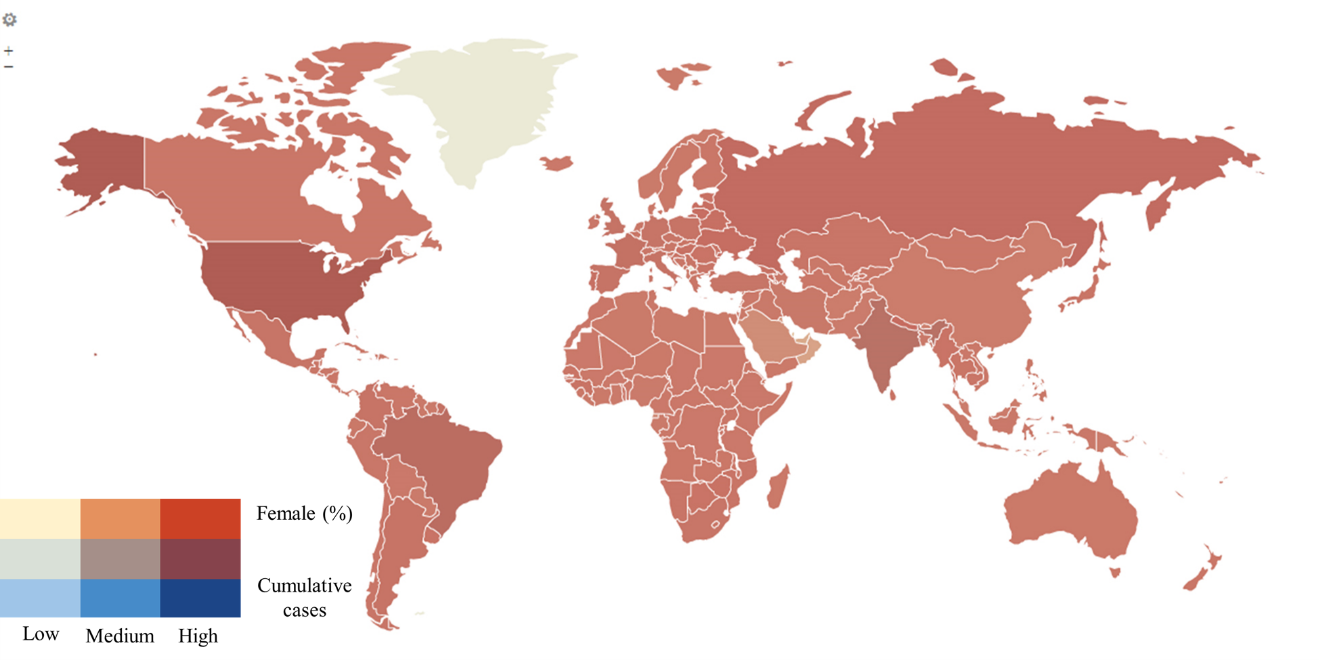 +
−
Female (%)
Cumulative
cases
Low Medium High